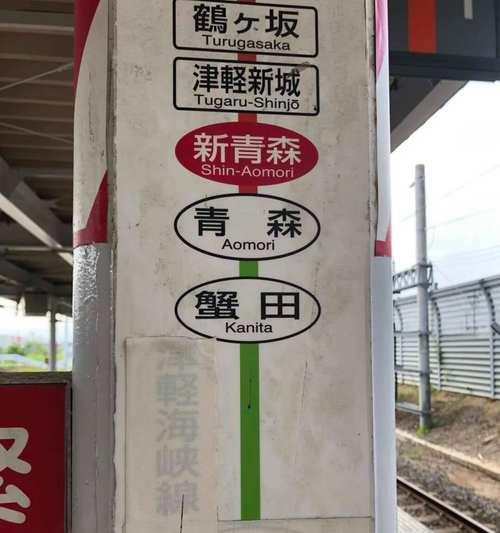 鶴ヶ坂
Turugasaka
津軽新城
Tugaru-Shinjō
新青森
Shin-Aomori
青森
Aomori
蟹田
Kanita
津軽海峡線